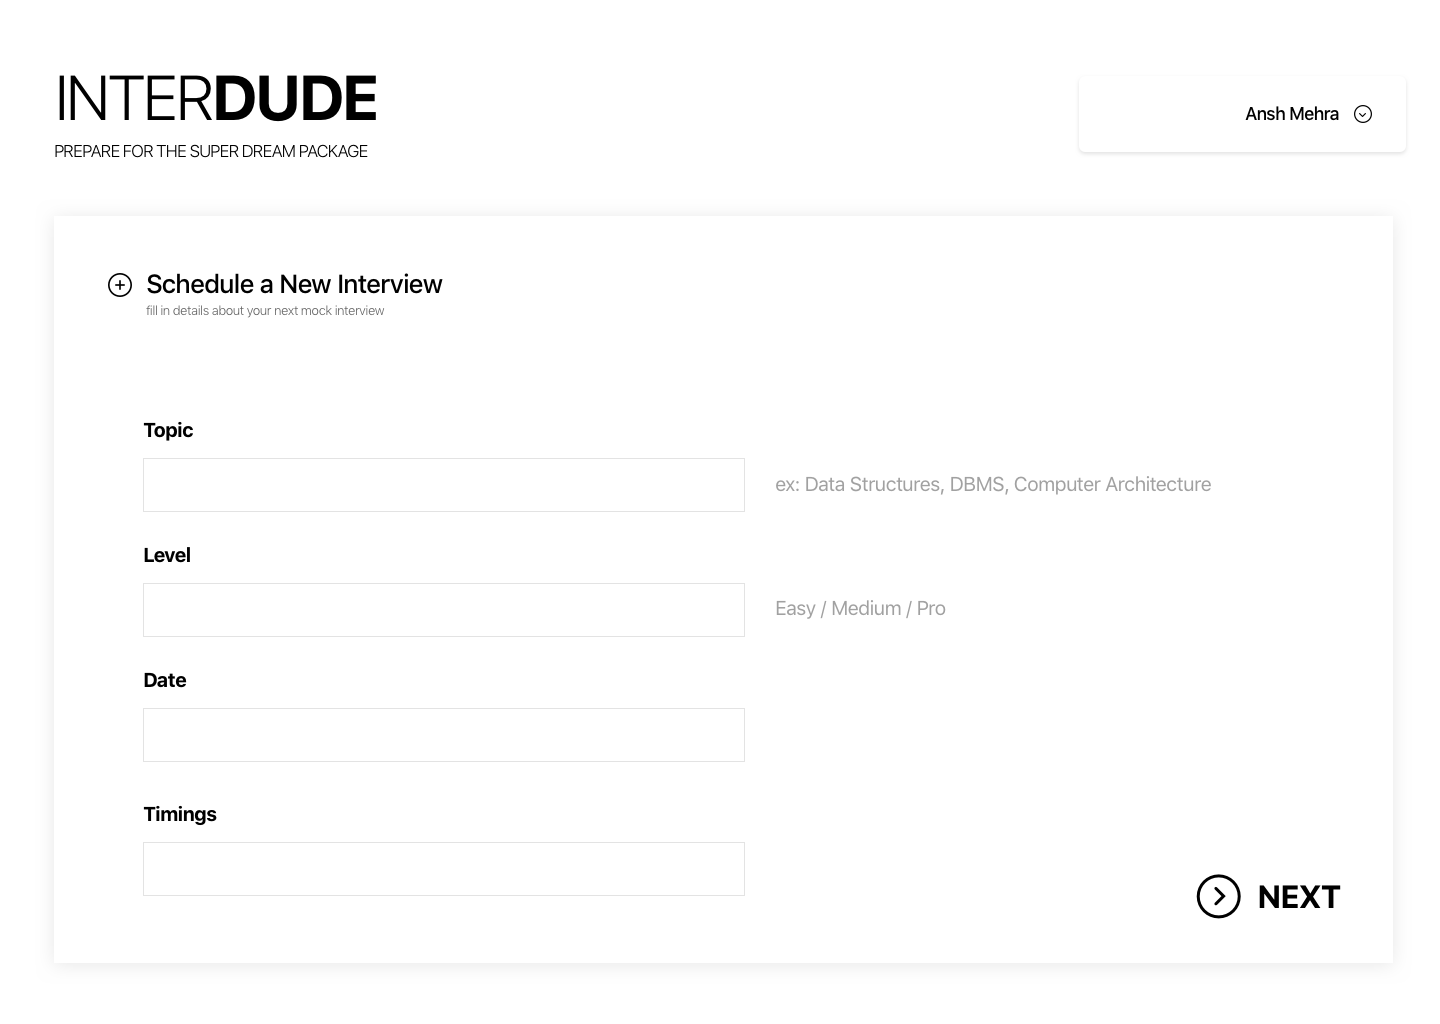 INTERDUDE
PREPARE FOR THE SUPER DREAM PACKAGE
Ansh Mehra
Schedule a New Interview
fill in details about your next mock interview
Topic
ex: Data Structures, DBMS, Computer Architecture
Level
Easy / Medium / Pro
Date
Timings
NEXT